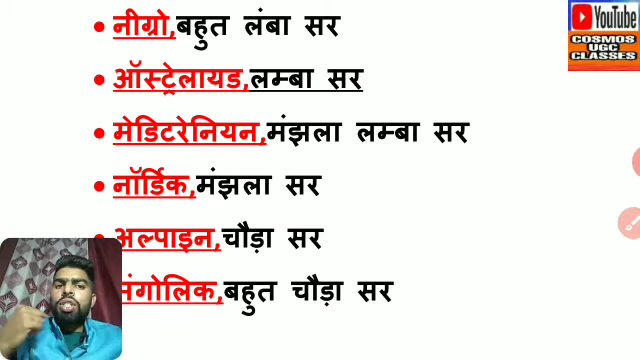 YouTube
COSMOS
UGC
CLASSES
• नीग्रो,बहुत लंबा सर
• ऑस्ट्रेलायड,लम्बा सर
• मेडिटरेनियन,मंझला लम्बा सर
• नॉर्डिक,मंझला सर
अल्पाइन,चौड़ा सर
मंगोलिक,बहुत चौड़ा सर